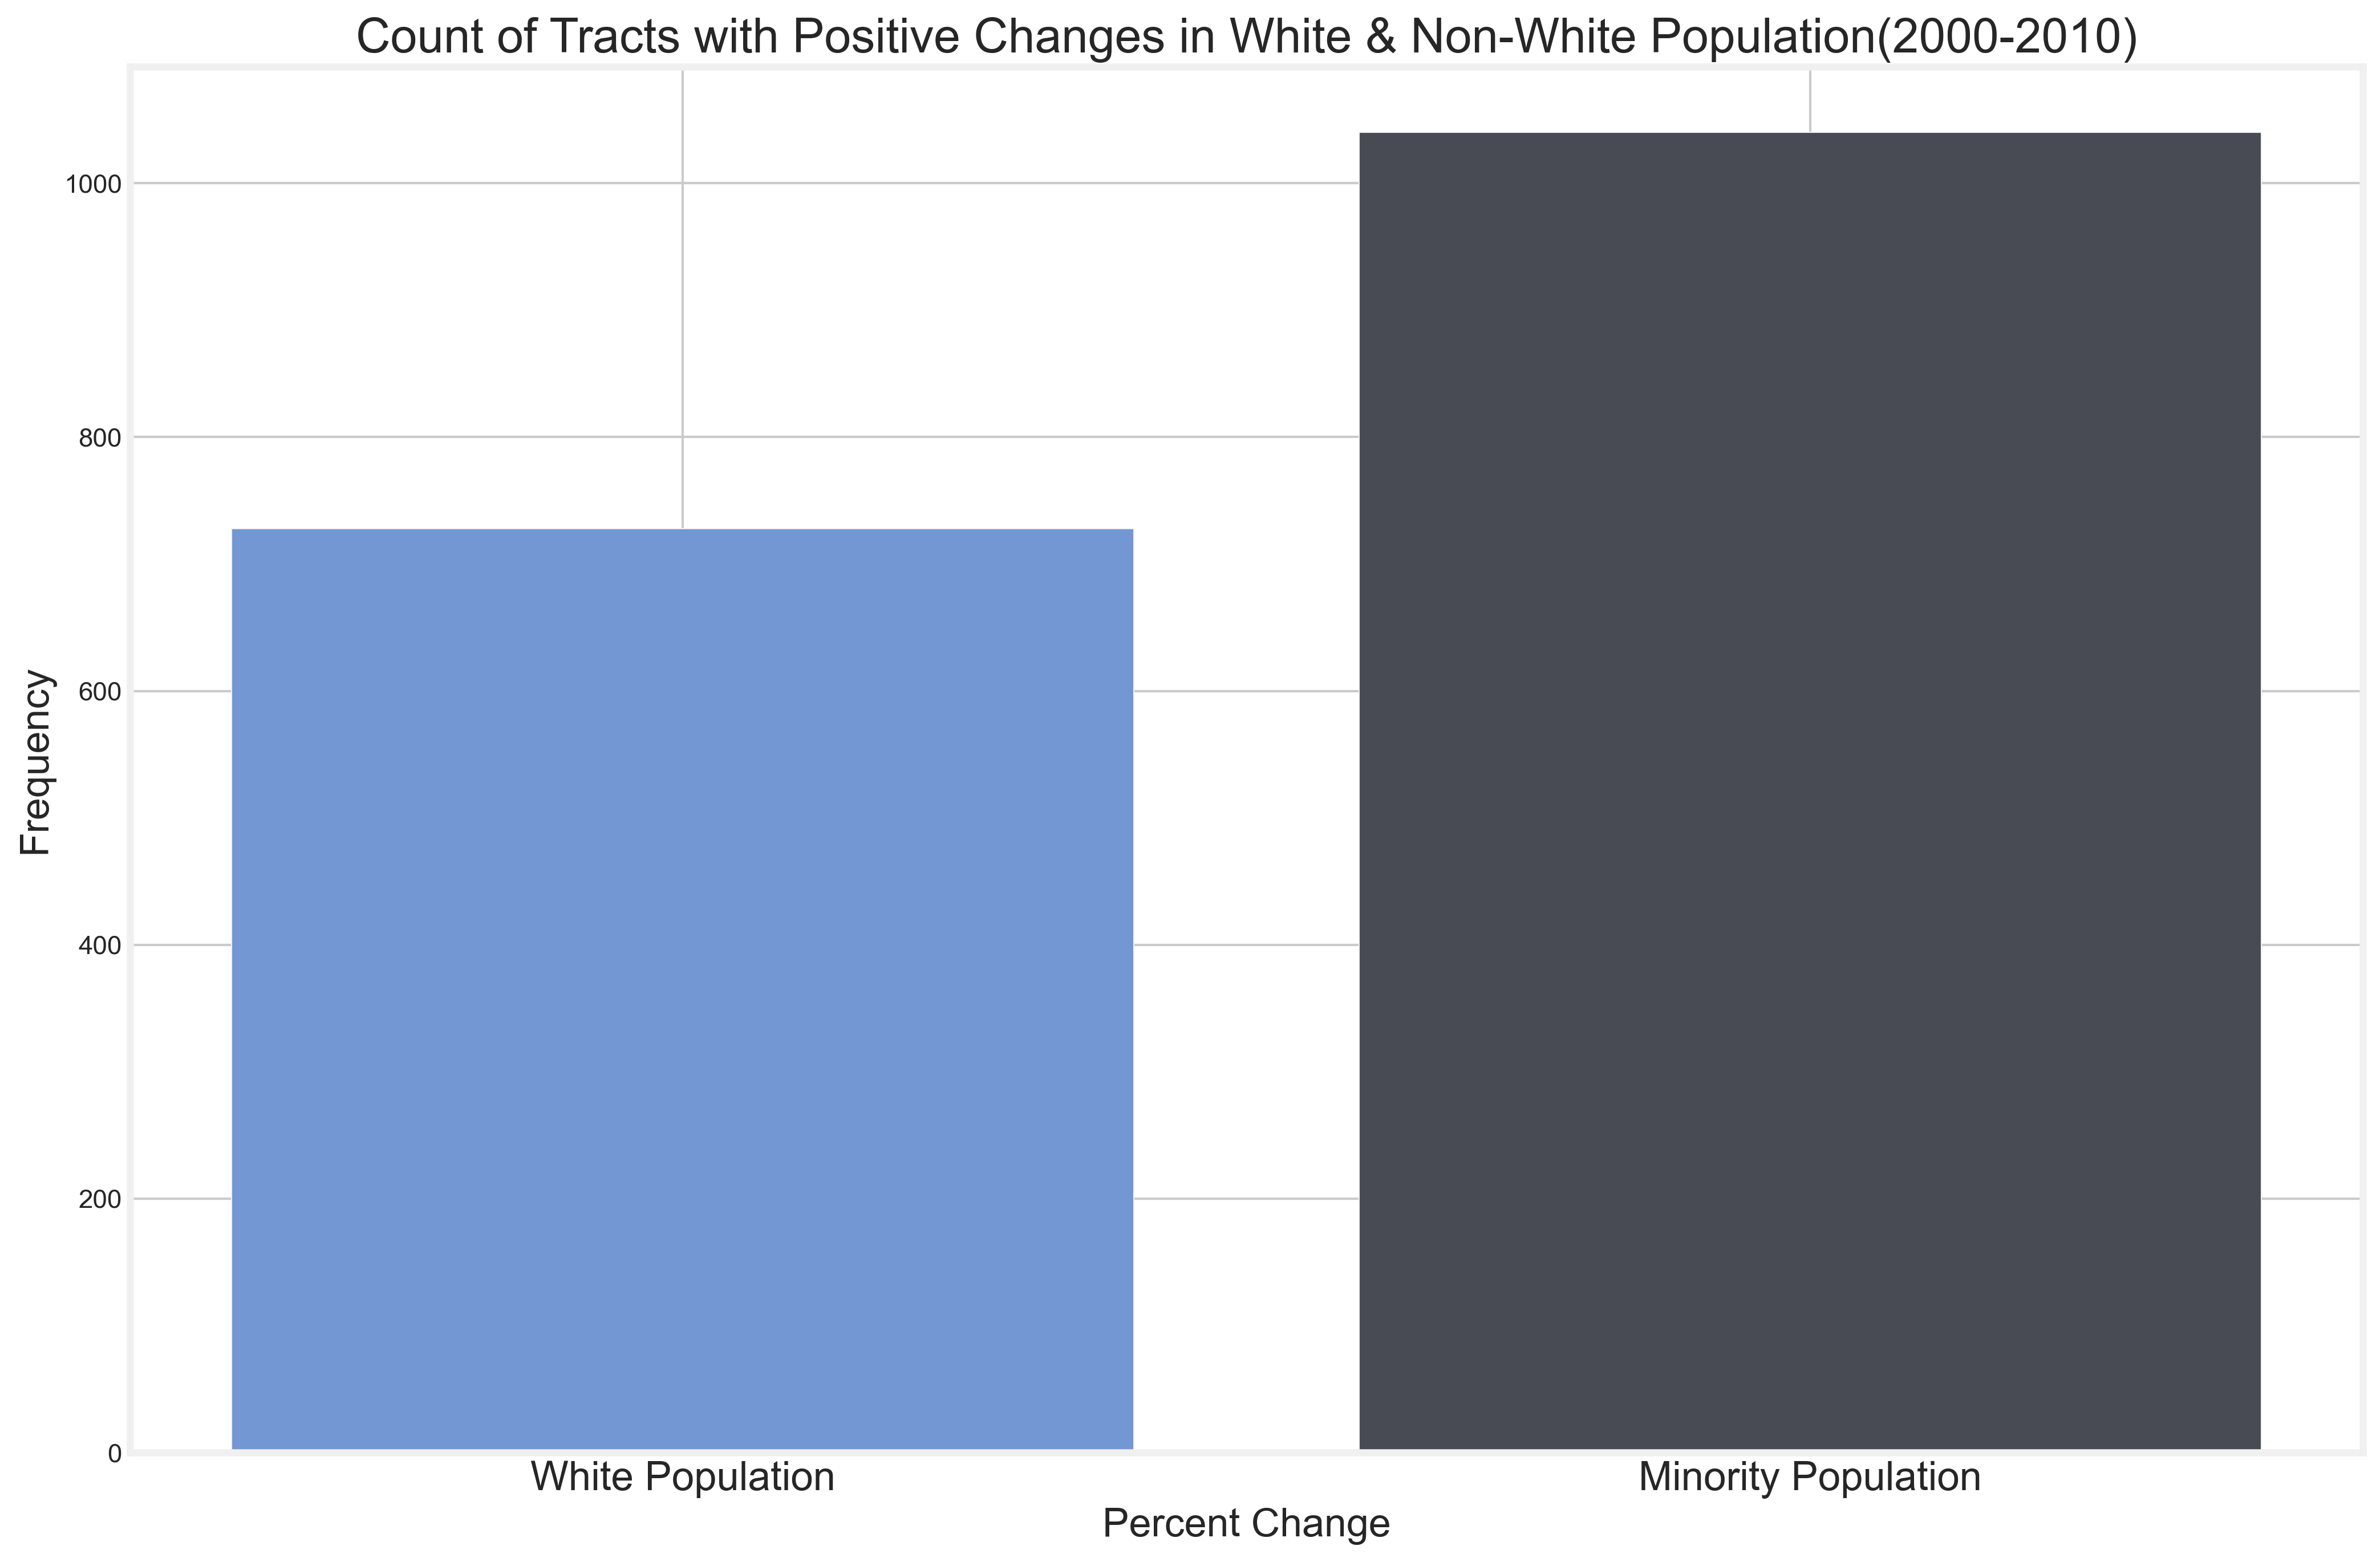 Count of Tracts with Positive Changes in White & Non-White Population(2000-2010)
Frequency
1000
800
600
400
200
0
White Population
Minority Population
Percent Change